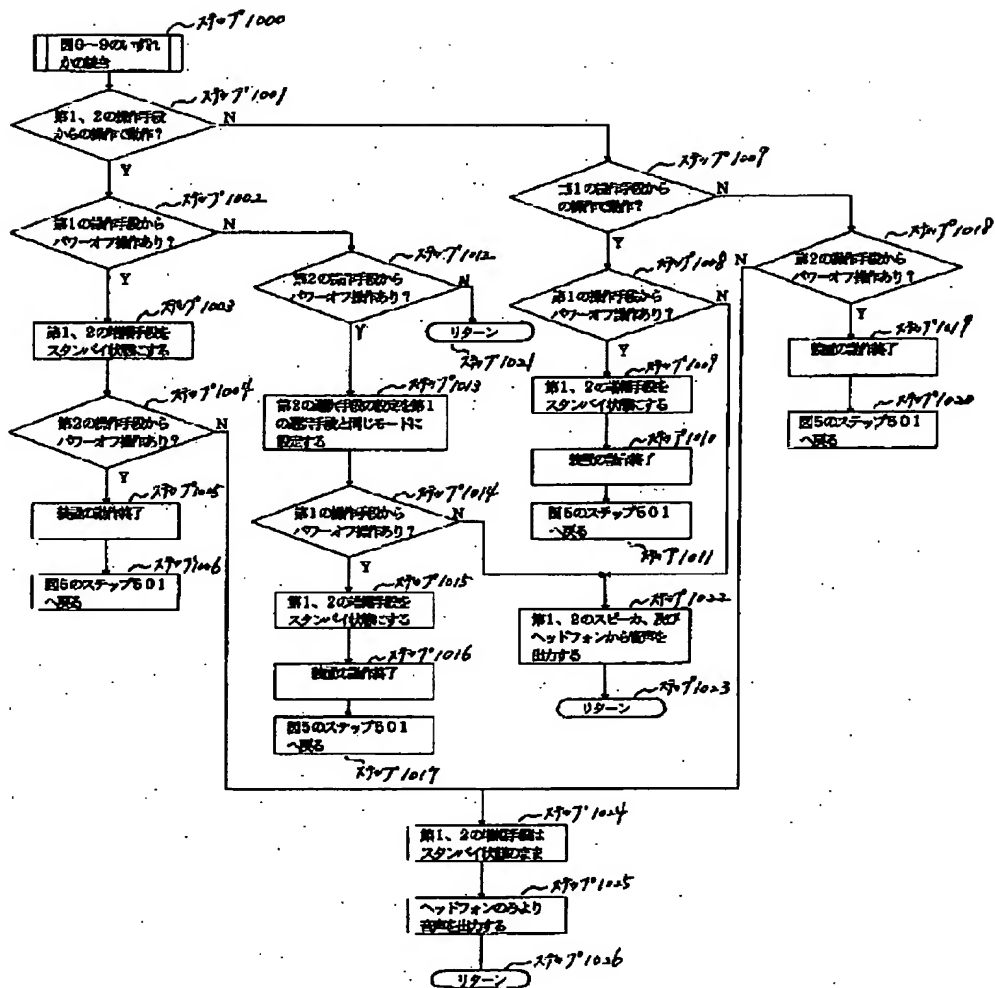 ステップ1000
図6〜9のいずれ
かの続き
ステップ1001
第1、2の操作手段
からの操作で動作?
N
Y
ステップ1002
第1の操作手段から
パワーオフ操作あり?
N
Y
ステップ1003
第1、2の増幅手段を
スタンバイ状態にする
ステップ1004
第2の操作手段から
パワーオフ操作あり?
N
Y
ステップ1005
装置の動作終了
ステップ1006
図5のステップ501
へ戻る
ステップ1012
第2の操作手段から
パワーオフ操作あり?
N
Y
リターン
ステップ1021
ステップ1013
第2の選択手段の設定を第1
の選択手段と同じモードに
設定する
ステップ1014
第1の操作手段から
パワーオフ操作あり?
N
Y
ステップ1015
第1、2の増幅手段を
スタンバイ状態にする
ステップ1016
装置の動作終了
図5のステップ501
へ戻る
ステップ1017
ステップ1007
第1の操作手段から
の操作で動作?
N
Y
ステップ1008
第1の操作手段から
パワーオフ操作あり?
N
Y
ステップ1009
第1、2の増幅手段を
スタンバイ状態にする
ステップ1010
装置の動作終了
図5のステップ501
へ戻る
ステップ1011
ステップ1018
第2の操作手段から
パワーオフ操作あり?
N
Y
ステップ1019
装置の動作終了
ステップ1020
図5のステップ501
へ戻る
ステップ1022
第1、2のスピーカ、及び
ヘッドフォンから音声を
出力する
ステップ1023
リターン
ステップ1024
第1、2の増幅手段は
スタンバイ状態のまま
ステップ1025
ヘッドフォンのみより
音声を出力する
ステップ1026
リターン